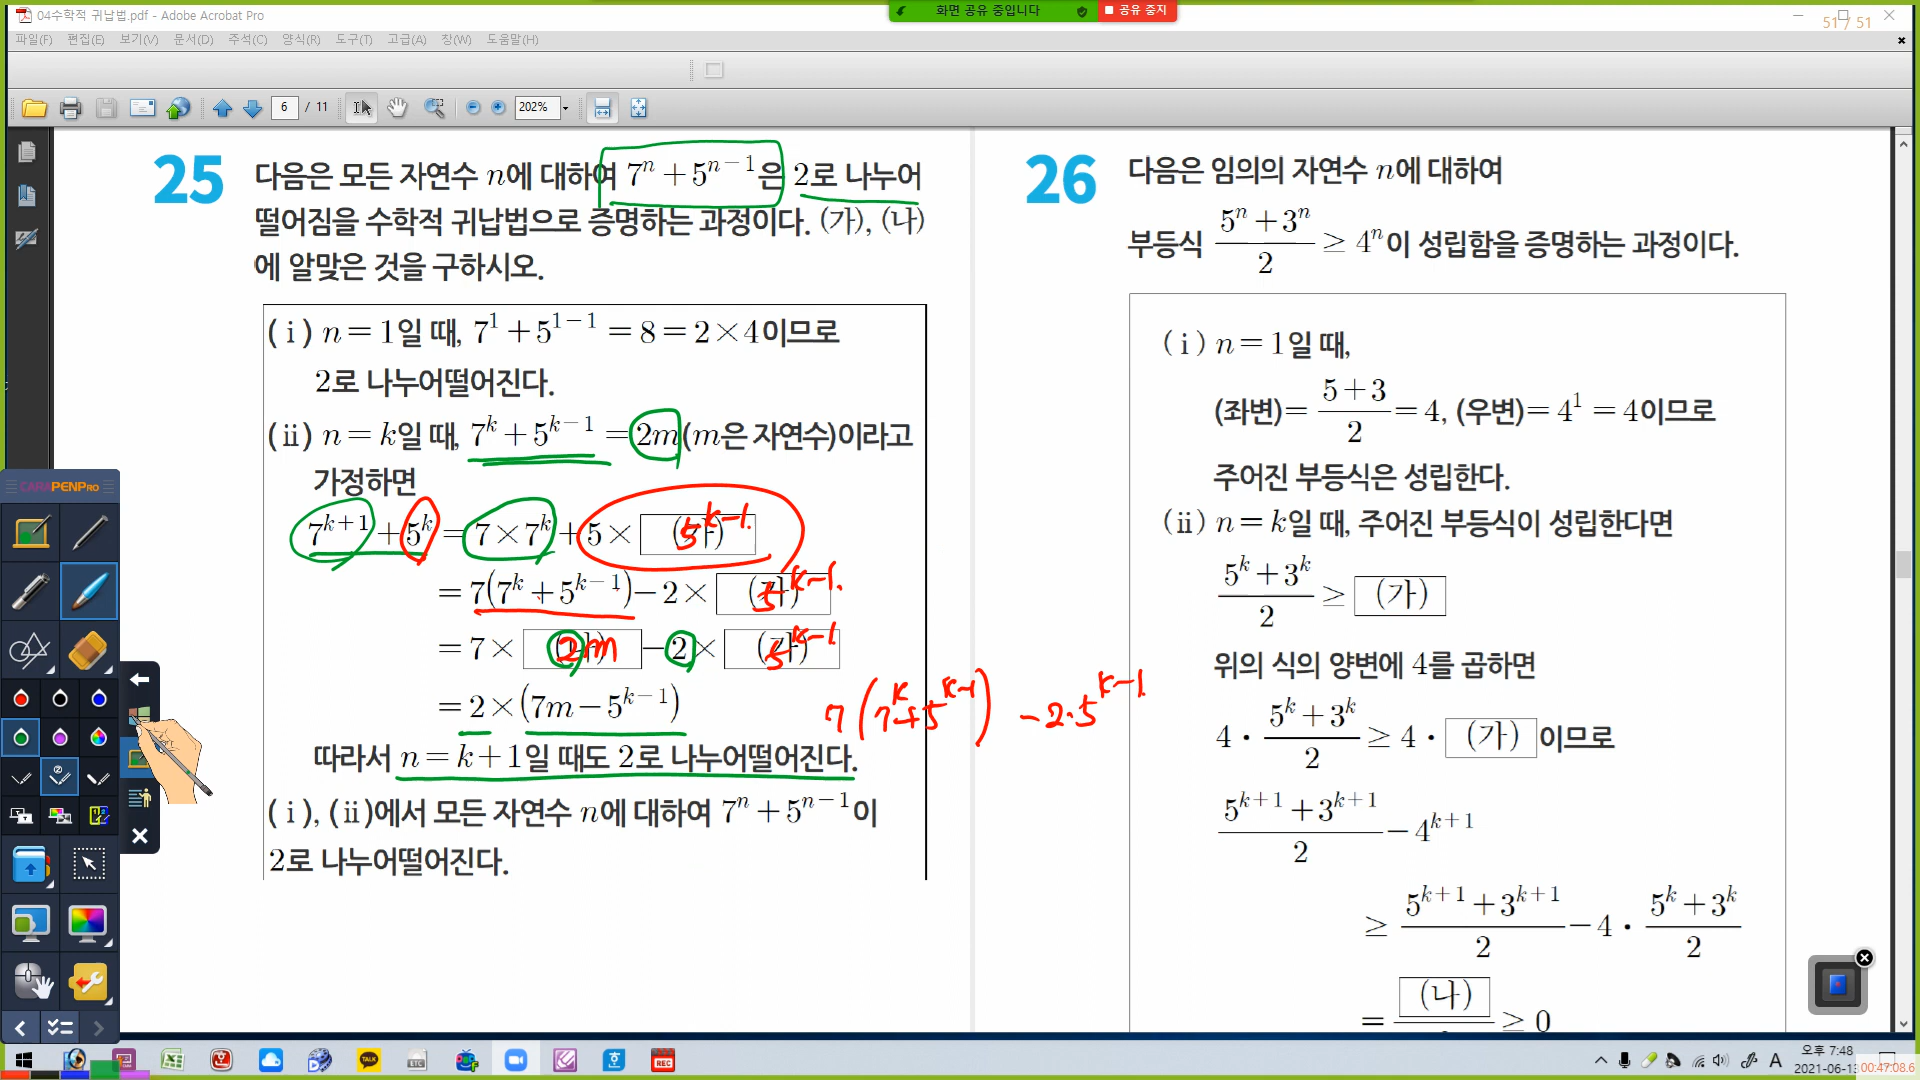 04수학적 귀납법.pdf - Adobe Acrobat Pro
화면 공유 중입니다
공유 중지
51 / 51
파일(F) 편집(E) 보기(V) 문서(D) 주석(C) 양식(R) 도구(T) 고급(A) 창(W) 도움말(H)
6 / 11
202%
25 다음은 모든 자연수 n에 대하여 7^n + 5^{n-1}은 2로 나누어
떨어짐을 수학적 귀납법으로 증명하는 과정이다. (가), (나)
에 알맞은 것을 구하시오.
(ⅰ) n = 1일 때, 7^1 + 5^{1-1} = 8 = 2×4이므로
2로 나누어떨어진다.
(ⅱ) n = k일 때, 7^k + 5^{k-1} = 2m(m은 자연수)이라고
가정하면
7^{k+1} + 5^k = 7×7^k + 5× (가) 5^{k-1}.
= 7(7^k + 5^{k-1}) - 2× (가) 5^{k-1}.
= 7× (나) 2m - 2× (가) 5^{k-1}
= 2×(7m - 5^{k-1})
7(7^k+5^{k-1}) -2·5^{k-1}
따라서 n = k+1일 때도 2로 나누어떨어진다.
(ⅰ), (ⅱ)에서 모든 자연수 n에 대하여 7^n + 5^{n-1}이
2로 나누어떨어진다.
26 다음은 임의의 자연수 n에 대하여
부등식 (5^n + 3^n)/2 ≥ 4^n이 성립함을 증명하는 과정이다.
(ⅰ) n = 1일 때,
(좌변) = (5+3)/2 = 4, (우변) = 4^1 = 4이므로
주어진 부등식은 성립한다.
(ⅱ) n = k일 때, 주어진 부등식이 성립한다면
(5^k + 3^k)/2 ≥ (가)
위의 식의 양변에 4를 곱하면
4 · (5^k + 3^k)/2 ≥ 4 · (가) 이므로
(5^{k+1} + 3^{k+1})/2 - 4^{k+1}
≥ (5^{k+1} + 3^{k+1})/2 - 4 · (5^k + 3^k)/2
= (나) ≥ 0
CARAPENPRO
TALK
ETC
REC
A
오후 7:48
2021-06-13
00:47:08.6